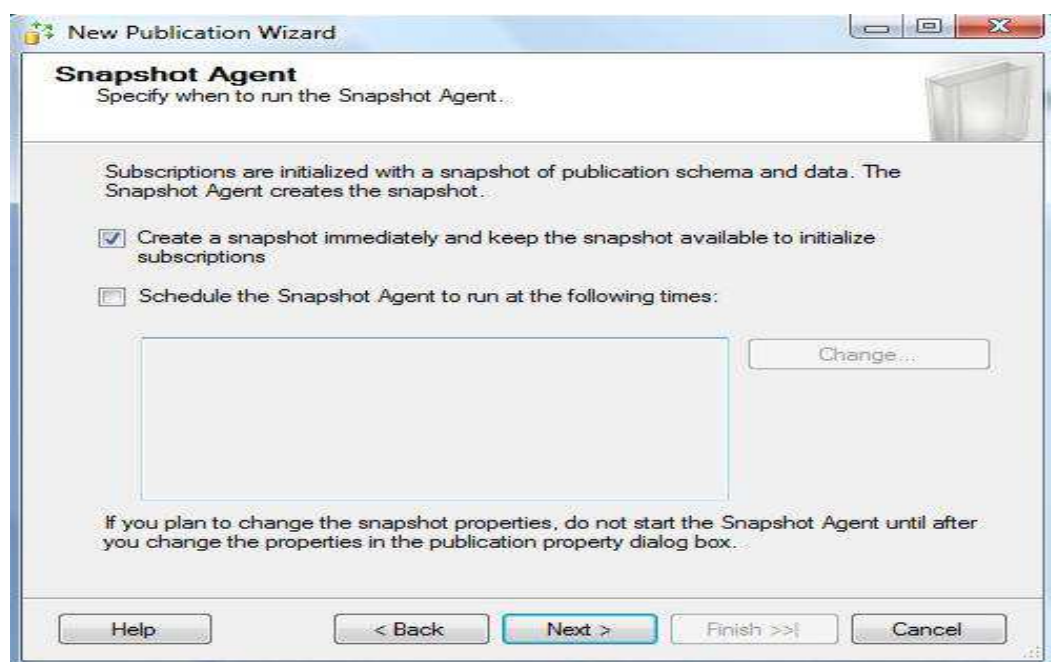 New Publication Wizard
Snapshot Agent
Specify when to run the Snapshot Agent.
Subscriptions are initialized with a snapshot of publication schema and data. The
Snapshot Agent creates the snapshot.
Create a snapshot immediately and keep the snapshot available to initialize
subscriptions
Schedule the Snapshot Agent to run at the following times:
Change...
If you plan to change the snapshot properties, do not start the Snapshot Agent until after
you change the properties in the publication property dialog box.
Help
< Back
Next >
Finish >>|
Cancel